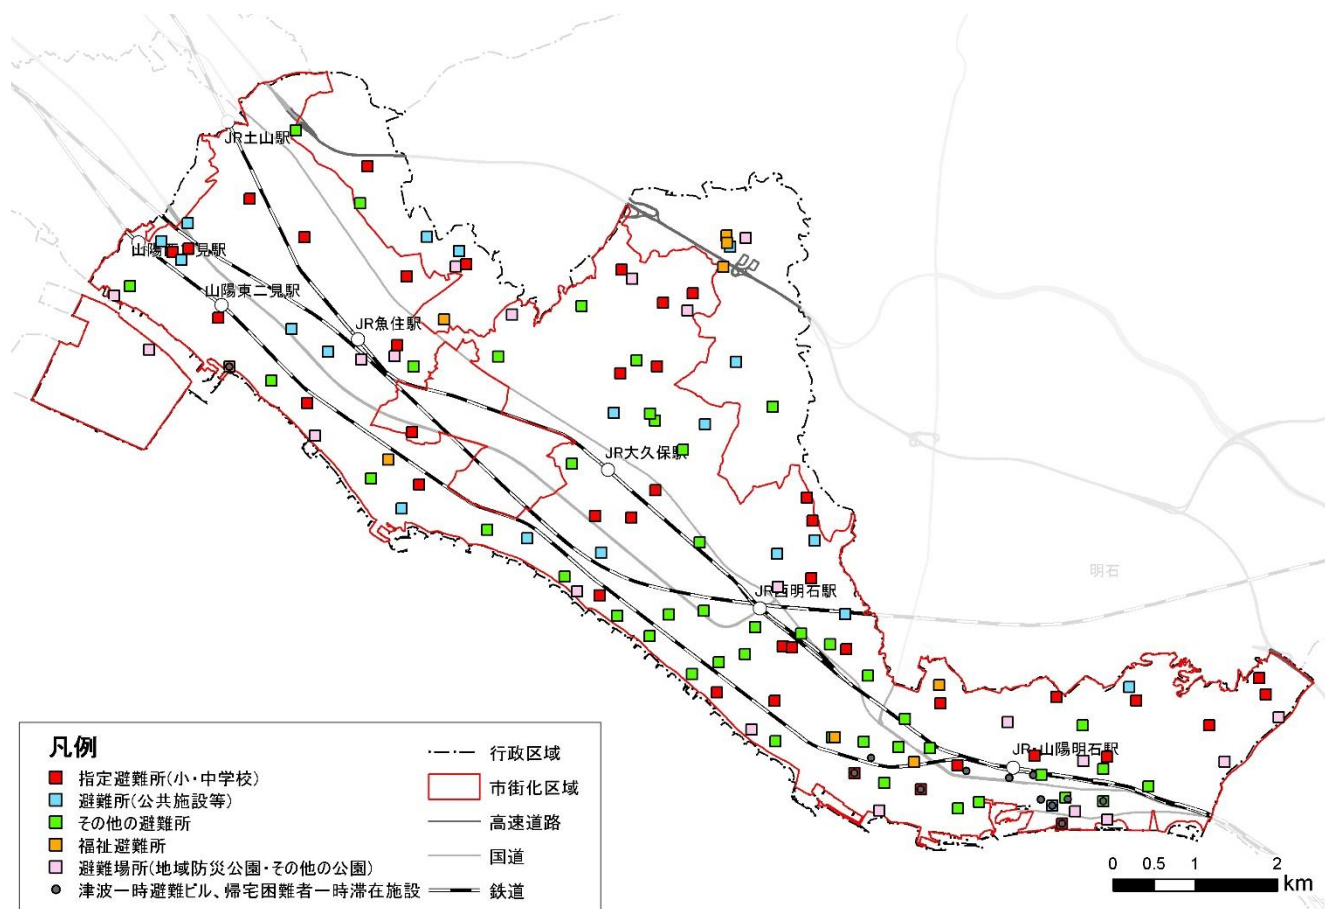 JR土山駅
山陽西二見駅
山陽東二見駅
JR魚住駅
JR大久保駅
明石
JR西明石駅
JR・山陽明石駅
凡例
指定避難所(小・中学校)
避難所(公共施設等)
その他の避難所
福祉避難所
避難場所(地域防災公園・その他の公園)
津波一時避難ビル、帰宅困難者一時滞在施設
行政区域
市街化区域
高速道路
国道
鉄道
0 0.5 1 2
km